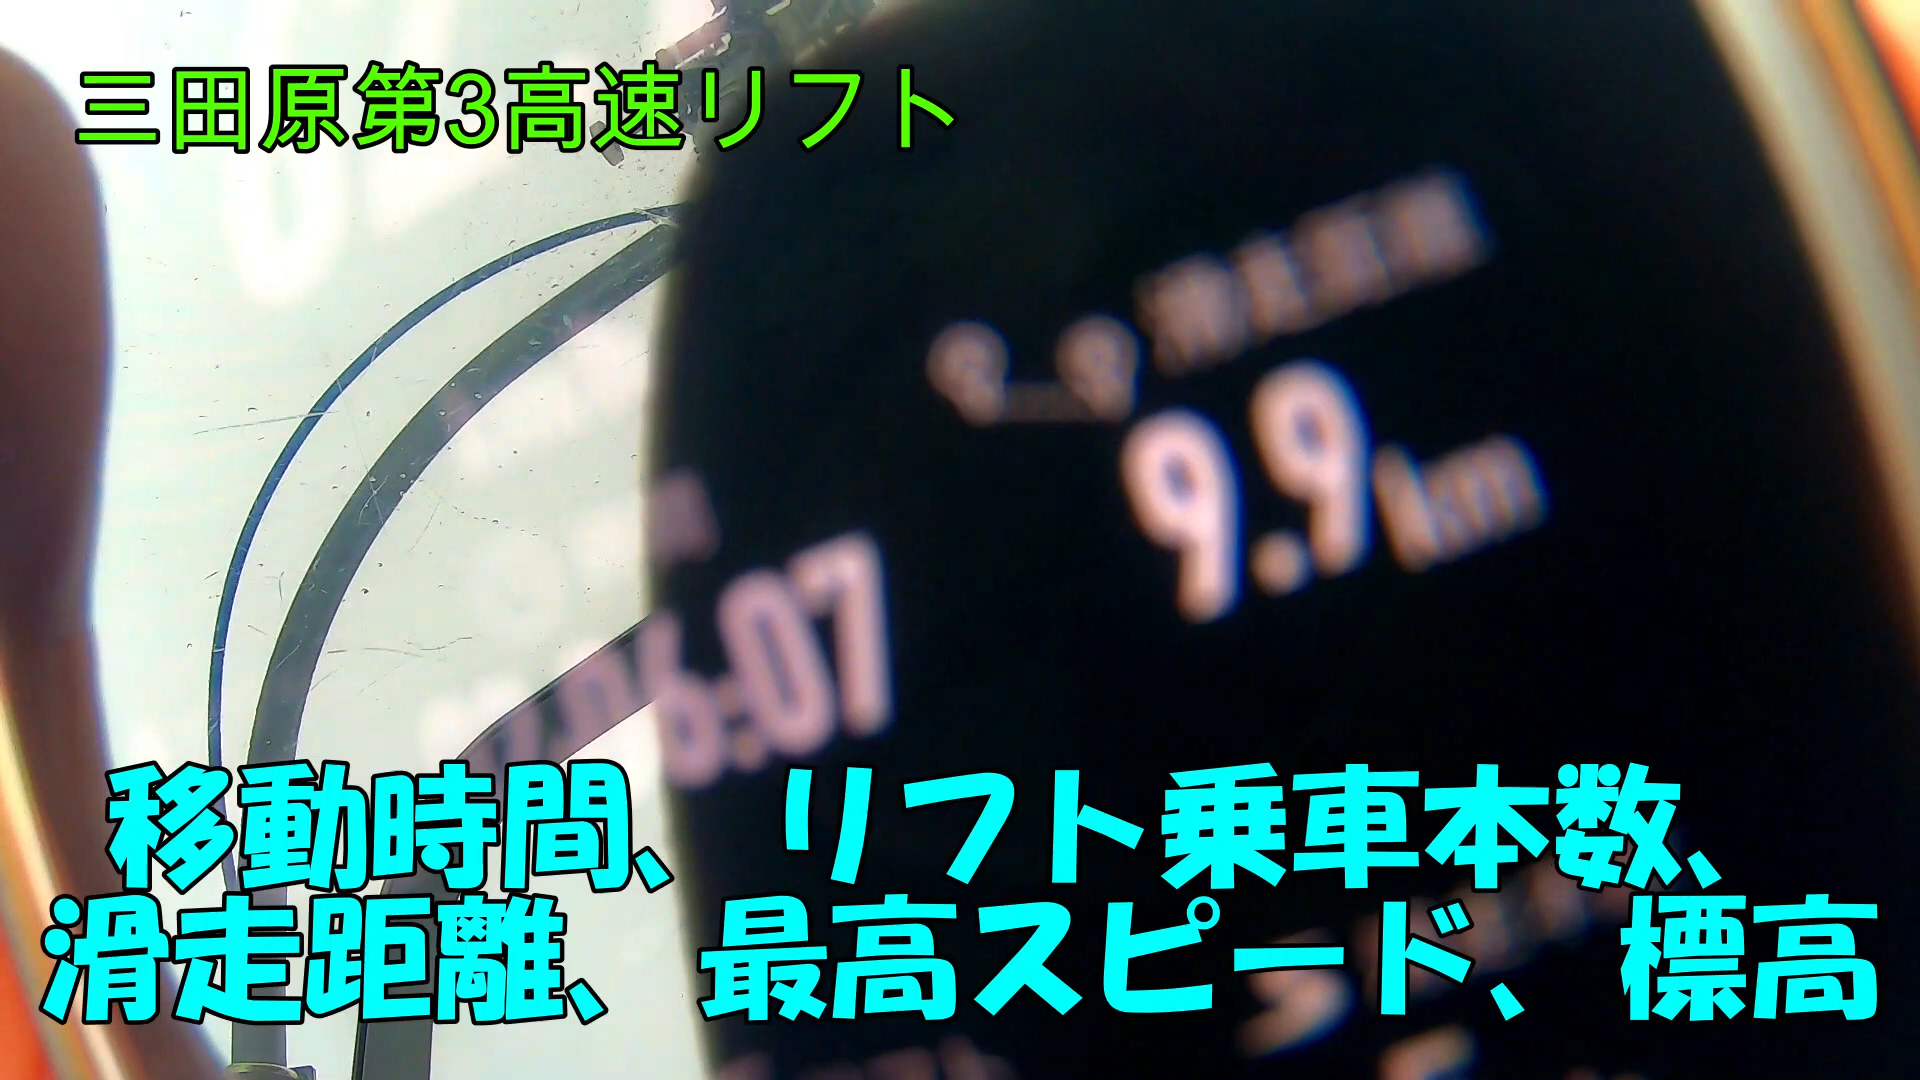 三田原第3高速リフト
9.9km
6:07
移動時間、 リフト乗車本数、
滑走距離、最高スピード、標高